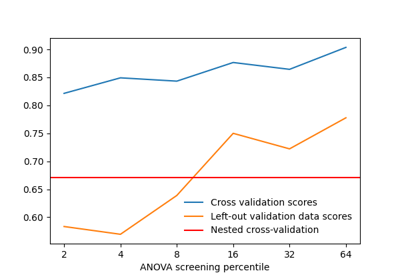 0.90
0.85
0.80
0.75
0.70
0.65
0.60
Cross validation scores
Left-out validation data scores
Nested cross-validation
2 4 8 16 32 64
ANOVA screening percentile